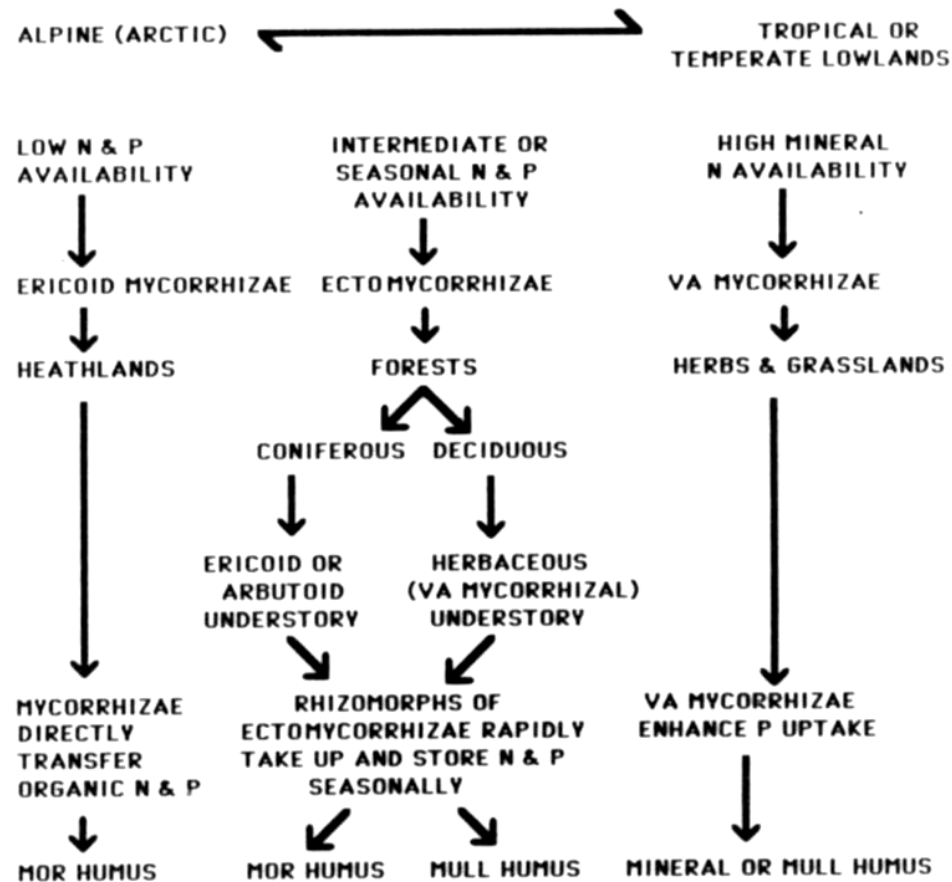 ALPINE (ARCTIC)
TROPICAL OR
TEMPERATE LOWLANDS
LOW N & P
AVAILABILITY
INTERMEDIATE OR
SEASONAL N & P
AVAILABILITY
HIGH MINERAL
N AVAILABILITY
ERICOID MYCORRHIZAE
ECTOMYCORRHIZAE
VA MYCORRHIZAE
HEATHLANDS
FORESTS
HERBS & GRASSLANDS
CONIFEROUS
DECIDUOUS
ERICOID OR
ARBUTOID
UNDERSTORY
HERBACEOUS
(VA MYCORRHIZAL)
UNDERSTORY
MYCORRHIZAE
DIRECTLY
TRANSFER
ORGANIC N & P
RHIZOMORPHS OF
ECTOMYCORRHIZAE RAPIDLY
TAKE UP AND STORE N & P
SEASONALLY
VA MYCORRHIZAE
ENHANCE P UPTAKE
MOR HUMUS
MOR HUMUS
MULL HUMUS
MINERAL OR MULL HUMUS